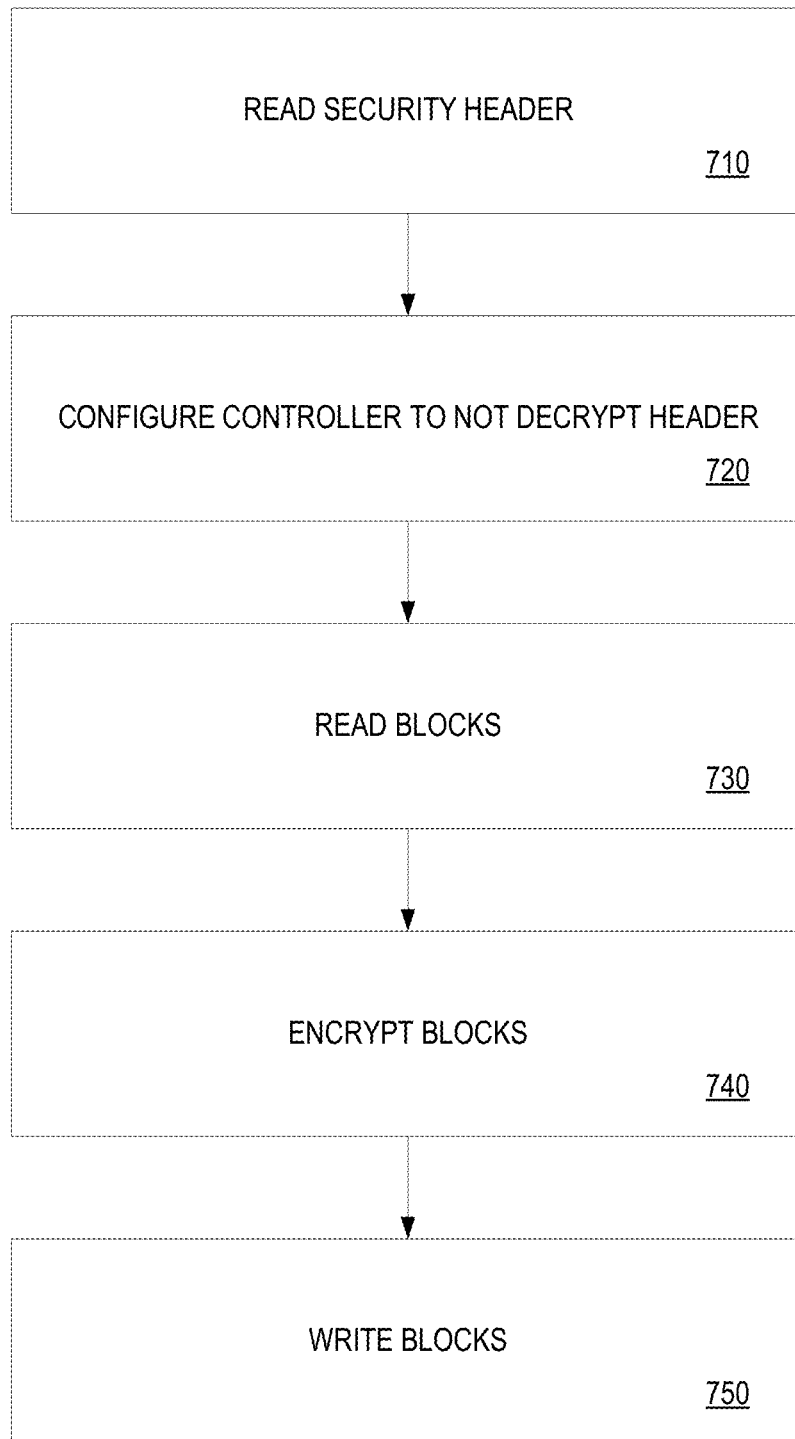 READ SECURITY HEADER
710
CONFIGURE CONTROLLER TO NOT DECRYPT HEADER
720
READ BLOCKS
730
ENCRYPT BLOCKS
740
WRITE BLOCKS
750